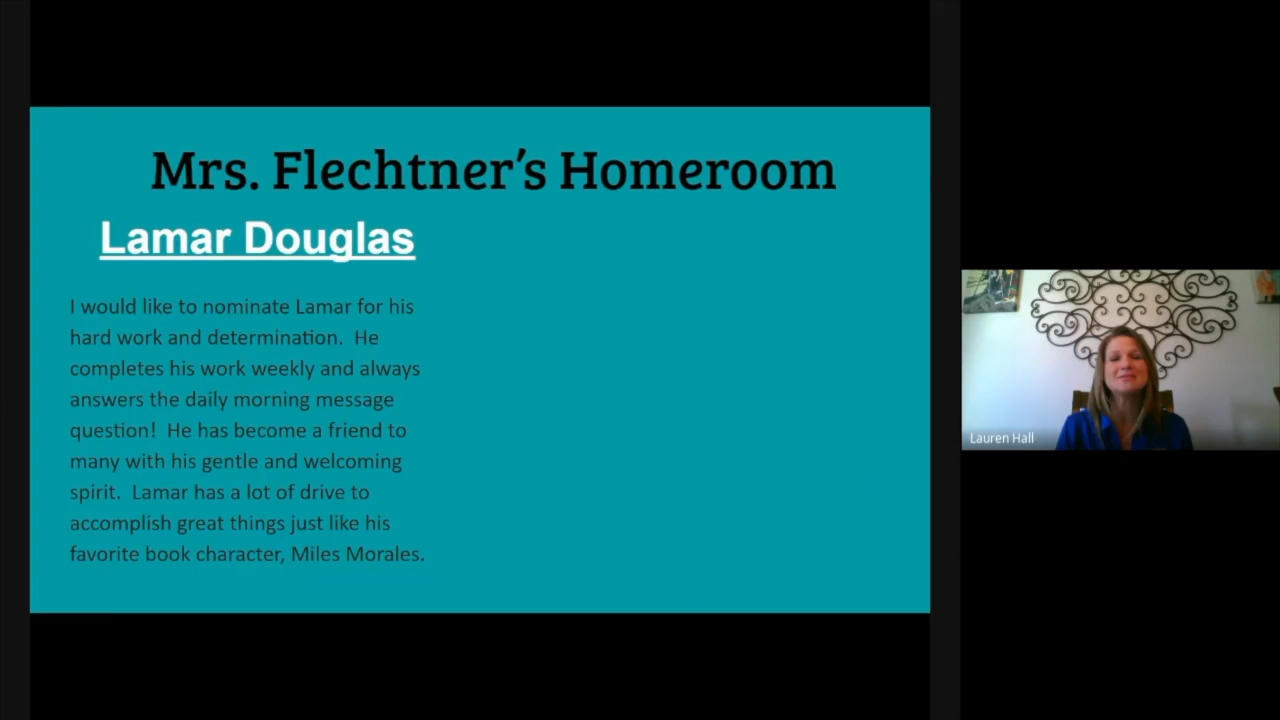 Mrs. Flechtner's Homeroom
Lamar Douglas
I would like to nominate Lamar for his
hard work and determination.  He
completes his work weekly and always
answers the daily morning message
question!  He has become a friend to
many with his gentle and welcoming
spirit.  Lamar has a lot of drive to
accomplish great things just like his
favorite book character, Miles Morales.
Lauren Hall